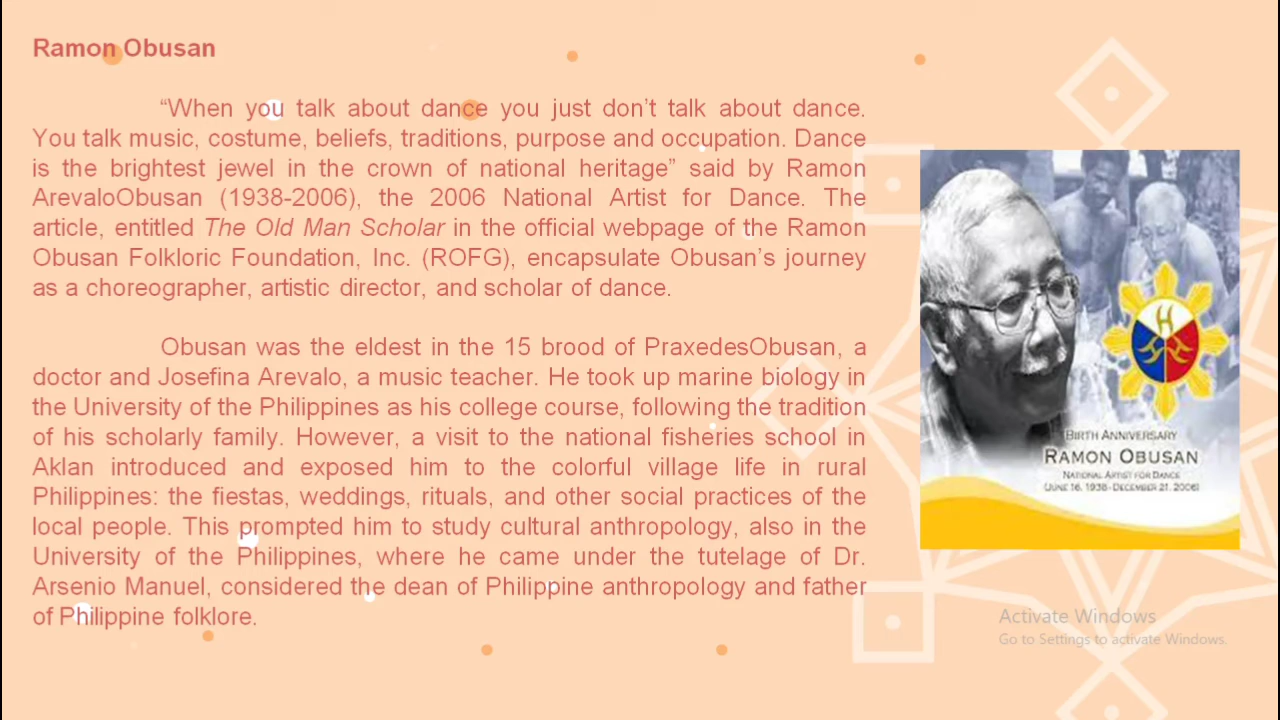 Ramon Obusan
“When you talk about dance you just don’t talk about dance.
You talk music, costume, beliefs, traditions, purpose and occupation. Dance
is the brightest jewel in the crown of national heritage” said by Ramon
ArevaloObusan (1938-2006), the 2006 National Artist for Dance. The
article, entitled The Old Man Scholar in the official webpage of the Ramon
Obusan Folkloric Foundation, Inc. (ROFG), encapsulate Obusan’s journey
as a choreographer, artistic director, and scholar of dance.
Obusan was the eldest in the 15 brood of PraxedesObusan, a
doctor and Josefina Arevalo, a music teacher. He took up marine biology in
the University of the Philippines as his college course, following the tradition
of his scholarly family. However, a visit to the national fisheries school in
Aklan introduced and exposed him to the colorful village life in rural
Philippines: the fiestas, weddings, rituals, and other social practices of the
local people. This prompted him to study cultural anthropology, also in the
University of the Philippines, where he came under the tutelage of Dr.
Arsenio Manuel, considered the dean of Philippine anthropology and father
of Philippine folklore.
Birth Anniversary
Ramon Obusan
National Artist for Dance
(June 16, 1938-December 21, 2006)
Activate Windows
Go to Settings to activate Windows.